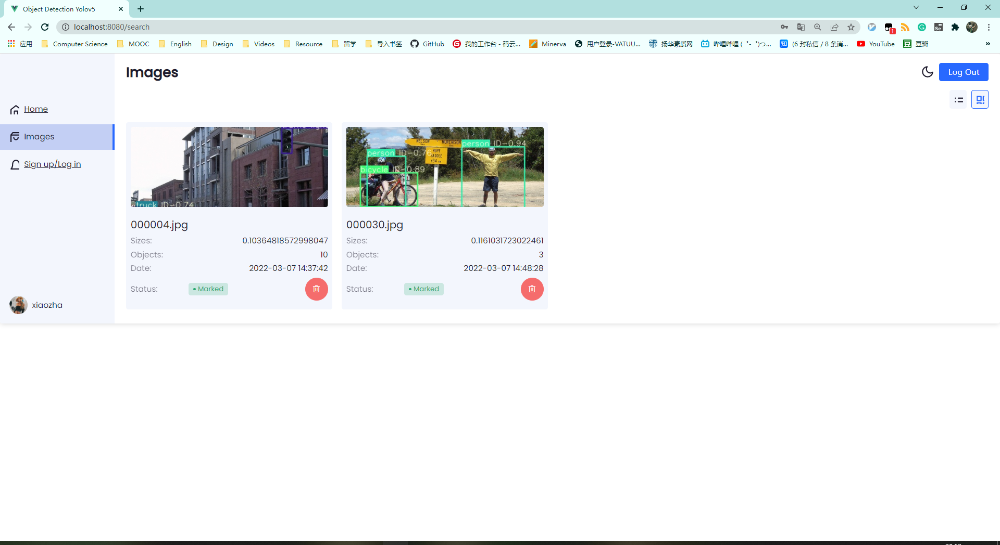 Object Detection Yolov5
localhost:8080/search
应用 Computer Science MOOC English Design Videos Resource 留学 导入书签 GitHub 我的工作台 - 码云... Minerva 用户登录-VATUU... 扬华素质网 哔哩哔哩 (゜-゜)つ... (6 封私信 / 8 条消... YouTube 豆瓣 »
Images
Log Out
Home
Images
Sign up/Log in
xiaozha
truck ID-0.74
NELSON
MURCHISON
HOPE
SADDLE
634 m
person ID-0.94
person ID-0.76
bicycle ID-0.89
000004.jpg
Sizes: 0.10364818572998047
Objects: 10
Date: 2022-03-07 14:37:42
Status: • Marked
000030.jpg
Sizes: 0.1161031723022461
Objects: 3
Date: 2022-03-07 14:48:28
Status: • Marked